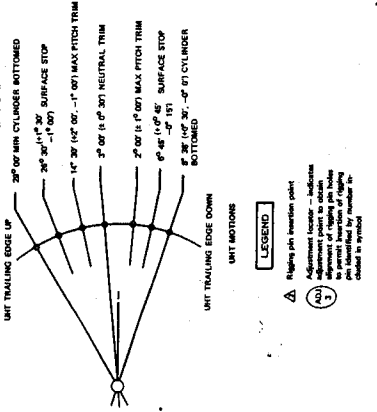 UHT TRAILING EDGE UP
28° 00' MIN CYLINDER BOTTOMED
26° 30' (+1° 30' -1° 00') SURFACE STOP
14° 30' (+2° 00', -1° 00') MAX PITCH TRIM
3° 00' (± 0° 30') NEUTRAL TRIM
2° 00' (± 1° 00') MAX PITCH TRIM
6° 45' (+0° 45' -0° 15') SURFACE STOP
8° 38' (+0° 30', -0° 0') CYLINDER
BOTTOMED
UHT TRAILING EDGE DOWN
UHT MOTIONS
LEGEND
Rigging pin insertion point
ADJ
3
Adjustment locator – indicates
adjustment point to obtain
alignment of rigging pin holes
to permit insertion of rigging
pin identified by number in-
cluded in symbol